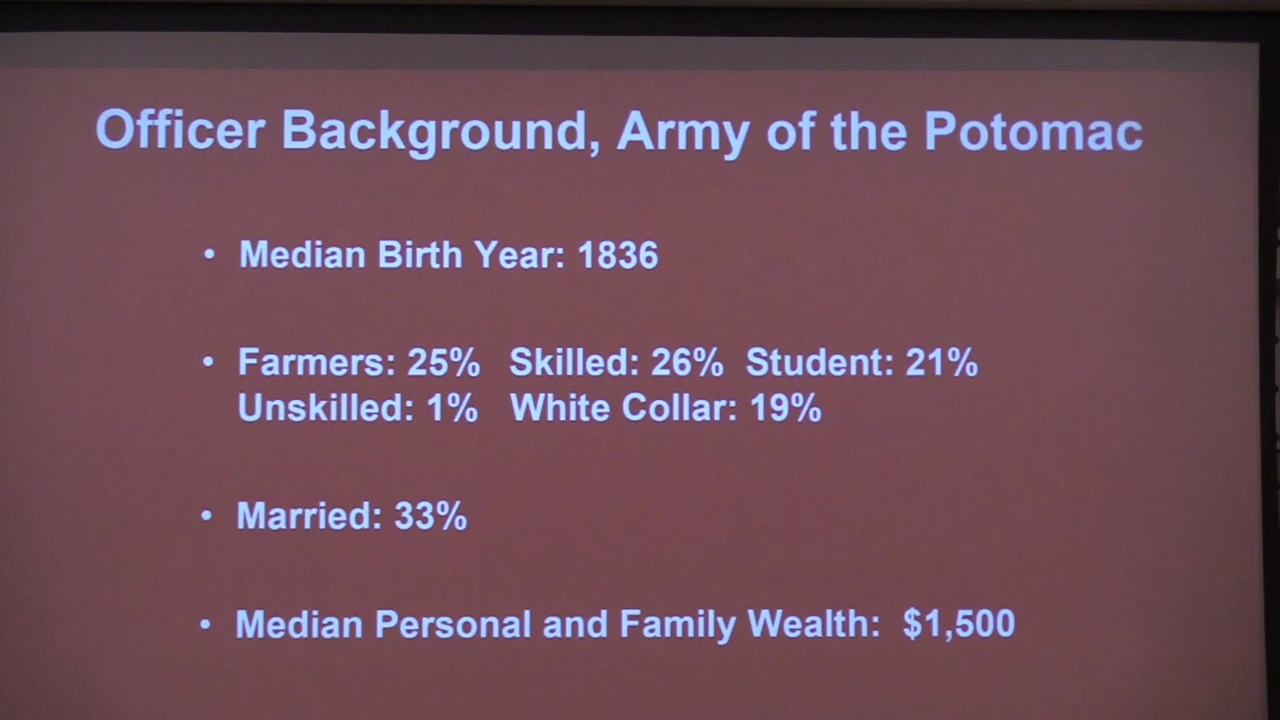 Officer Background, Army of the Potomac
• Median Birth Year: 1836
• Farmers: 25% Skilled: 26% Student: 21%
Unskilled: 1% White Collar: 19%
• Married: 33%
• Median Personal and Family Wealth: $1,500